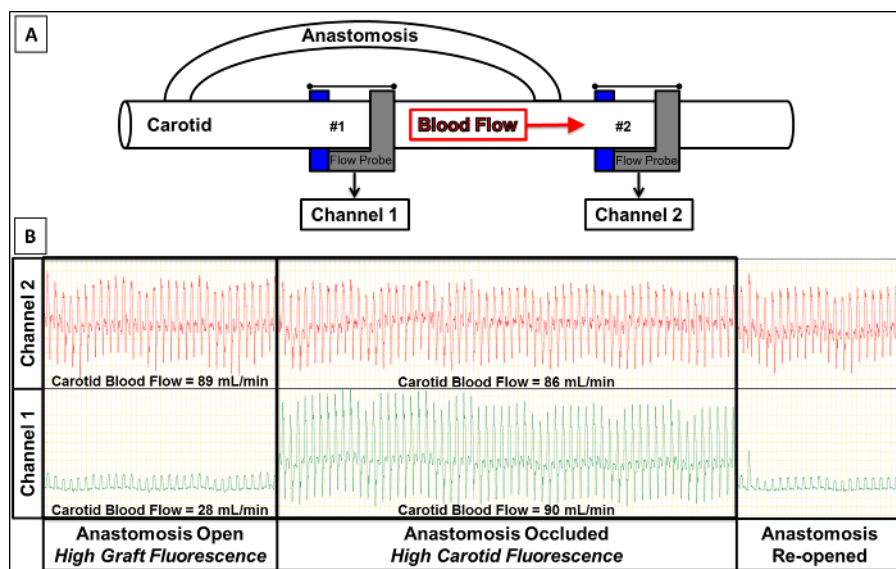 A
Anastomosis
Carotid
#1
Blood Flow
#2
Flow Probe
Flow Probe
Channel 1
Channel 2
B
Channel 2
Carotid Blood Flow = 89 mL/min
Carotid Blood Flow = 86 mL/min
Channel 1
Carotid Blood Flow = 28 mL/min
Carotid Blood Flow = 90 mL/min
Anastomosis Open
High Graft Fluorescence
Anastomosis Occluded
High Carotid Fluorescence
Anastomosis
Re-opened